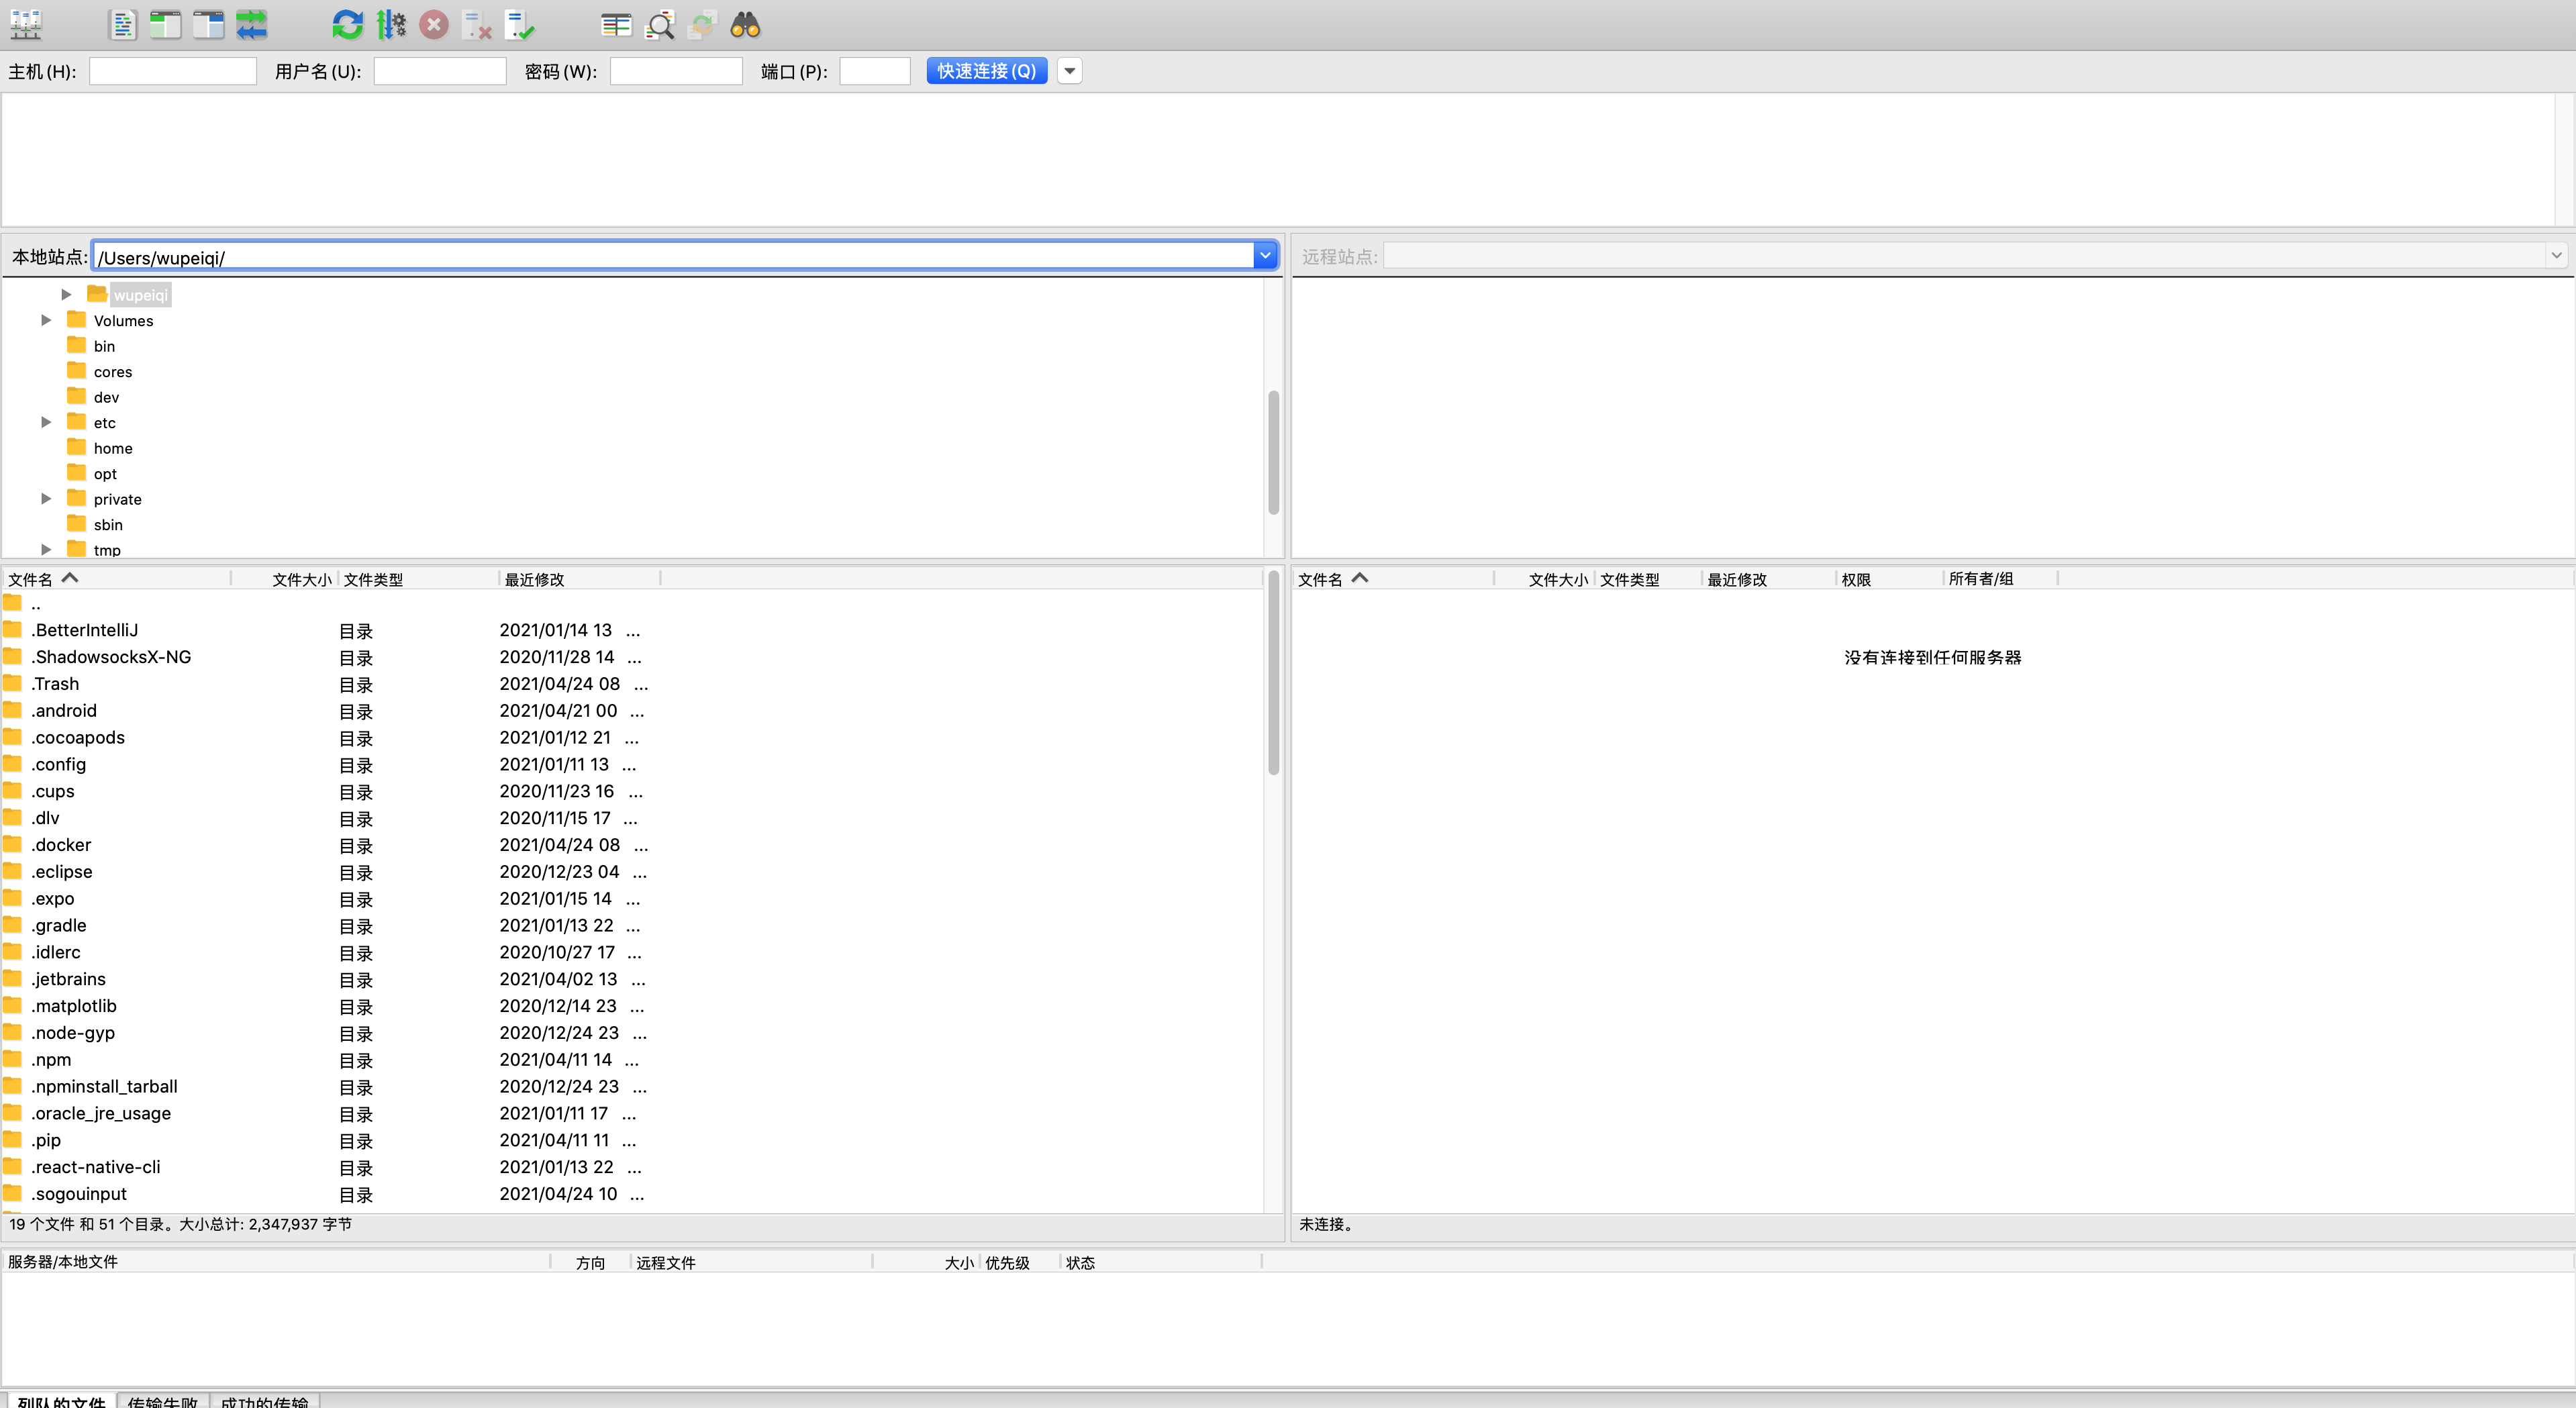 主机(H): 用户名(U): 密码(W): 端口(P): 快速连接(Q)
本地站点: /Users/wupeiqi/
远程站点:
wupeiqi
Volumes
bin
cores
dev
etc
home
opt
private
sbin
tmp
文件名 文件大小 文件类型 最近修改
..
.BetterIntelliJ 目录 2021/01/14 13 ...
.ShadowsocksX-NG 目录 2020/11/28 14 ...
.Trash 目录 2021/04/24 08 ...
.android 目录 2021/04/21 00 ...
.cocoapods 目录 2021/01/12 21 ...
.config 目录 2021/01/11 13 ...
.cups 目录 2020/11/23 16 ...
.dlv 目录 2020/11/15 17 ...
.docker 目录 2021/04/24 08 ...
.eclipse 目录 2020/12/23 04 ...
.expo 目录 2021/01/15 14 ...
.gradle 目录 2021/01/13 22 ...
.idlerc 目录 2020/10/27 17 ...
.jetbrains 目录 2021/04/02 13 ...
.matplotlib 目录 2020/12/14 23 ...
.node-gyp 目录 2020/12/24 23 ...
.npm 目录 2021/04/11 14 ...
.npminstall_tarball 目录 2020/12/24 23 ...
.oracle_jre_usage 目录 2021/01/11 17 ...
.pip 目录 2021/04/11 11 ...
.react-native-cli 目录 2021/01/13 22 ...
.sogouinput 目录 2021/04/24 10 ...
19 个文件 和 51 个目录。大小总计: 2,347,937 字节
文件名 文件大小 文件类型 最近修改 权限 所有者/组
没有连接到任何服务器
未连接。
服务器/本地文件 方向 远程文件 大小 优先级 状态
列队的文件 传输失败 成功的传输